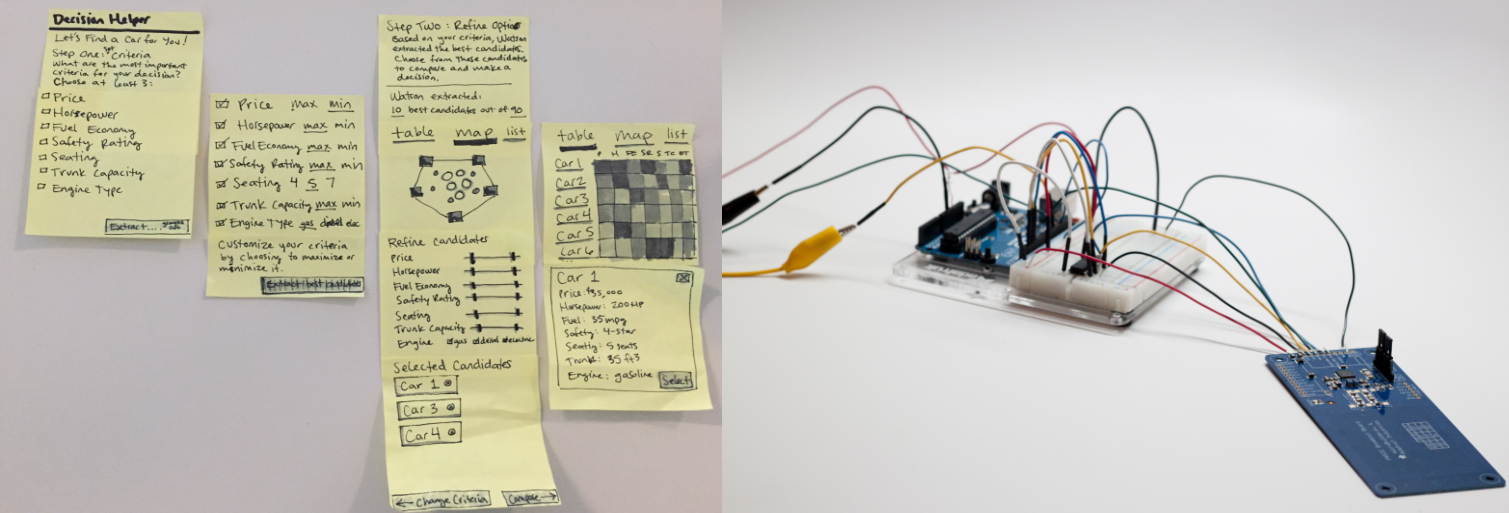 Decision Helper
Let's Find a Car for You!
Step One: Set Criteria
What are the most important
criteria for your decision?
Choose at least 3:
Price
Horsepower
Fuel Economy
Safety Rating
Seating
Trunk Capacity
Engine Type
Extract...
Price max min
Horsepower max min
Fuel Economy max min
Safety Rating max min
Seating 4 5 7
Trunk Capacity max min
Engine Type gas diesel elec
Customize your criteria
by choosing to maximize or
minimize it.
Extract best candidates
Step Two: Refine Options
Based on your criteria, Watson
extracted the best candidates.
Choose from these candidates
to compare and make a
decision.
Watson extracted:
10 best candidates out of 90
table map list
Refine Candidates
Price
Horsepower
Fuel Economy
Safety Rating
Seating
Trunk Capacity
Engine gas diesel electric
Selected Candidates
Car 1
Car 3
Car 4
← Change Criteria
Compare →
table map list
P H FE SR S TC ET
Car 1
Car 2
Car 3
Car 4
Car 5
Car 6
Car 1
Price: $35,000
Horsepower: 200 HP
Fuel: 35 mpg
Safety: 4-star
Seating: 5 seats
Trunk: 35 ft3
Engine: gasoline
Select